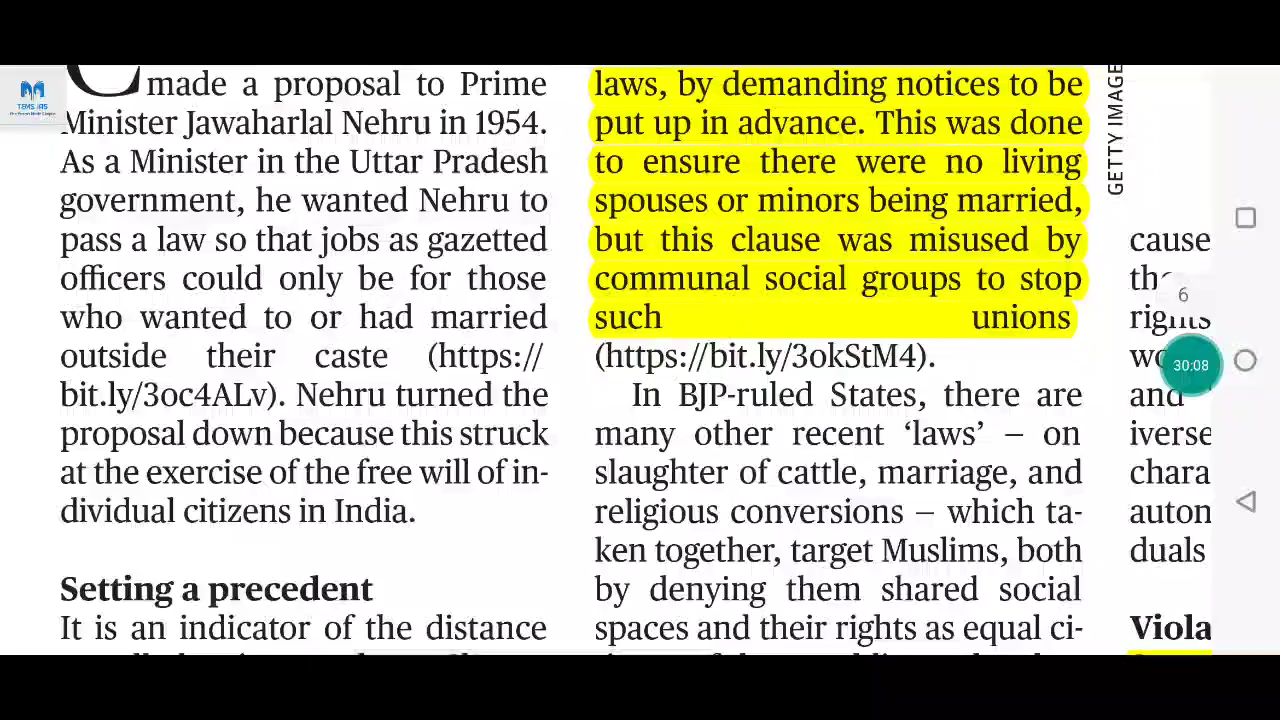 made a proposal to Prime
Minister Jawaharlal Nehru in 1954.
As a Minister in the Uttar Pradesh
government, he wanted Nehru to
pass a law so that jobs as gazetted
officers could only be for those
who wanted to or had married
outside their caste (https://
bit.ly/3oc4ALv). Nehru turned the
proposal down because this struck
at the exercise of the free will of in-
dividual citizens in India.
Setting a precedent
It is an indicator of the distance
laws, by demanding notices to be
put up in advance. This was done
to ensure there were no living
spouses or minors being married,
but this clause was misused by
communal social groups to stop
such unions
(https://bit.ly/3okStM4).
In BJP-ruled States, there are
many other recent ‘laws’ – on
slaughter of cattle, marriage, and
religious conversions – which ta-
ken together, target Muslims, both
by denying them shared social
spaces and their rights as equal ci-
GETTY IMAGE
cause
rights
and
iverse
chara
auton
duals
Viola
6
30:08
TEMS IAS